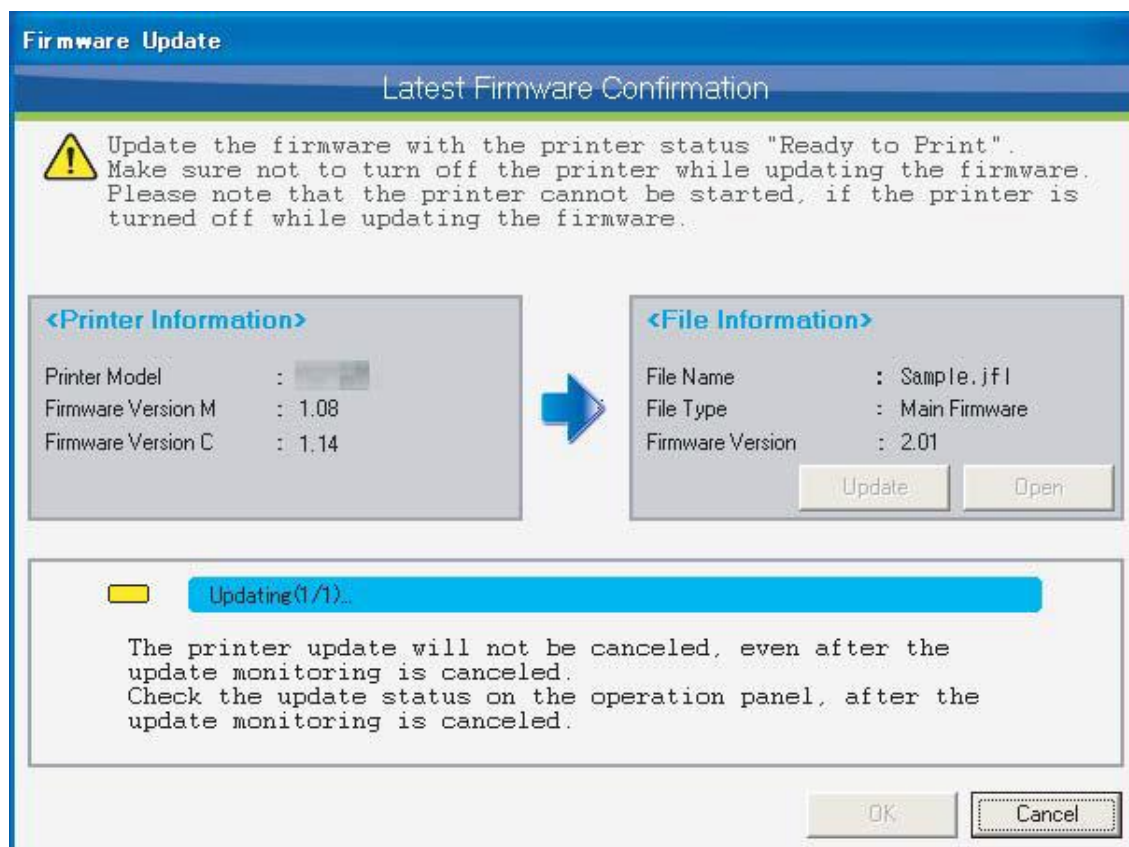 Firmware Update
Latest Firmware Confirmation
Update the firmware with the printer status "Ready to Print".
Make sure not to turn off the printer while updating the firmware.
Please note that the printer cannot be started, if the printer is
turned off while updating the firmware.
<Printer Information>
Printer Model :
Firmware Version M : 1.08
Firmware Version C : 1.14
<File Information>
File Name : Sample.jfl
File Type : Main Firmware
Firmware Version : 2.01
Update Open
Updating(1/1)...
The printer update will not be canceled, even after the
update monitoring is canceled.
Check the update status on the operation panel, after the
update monitoring is canceled.
OK Cancel